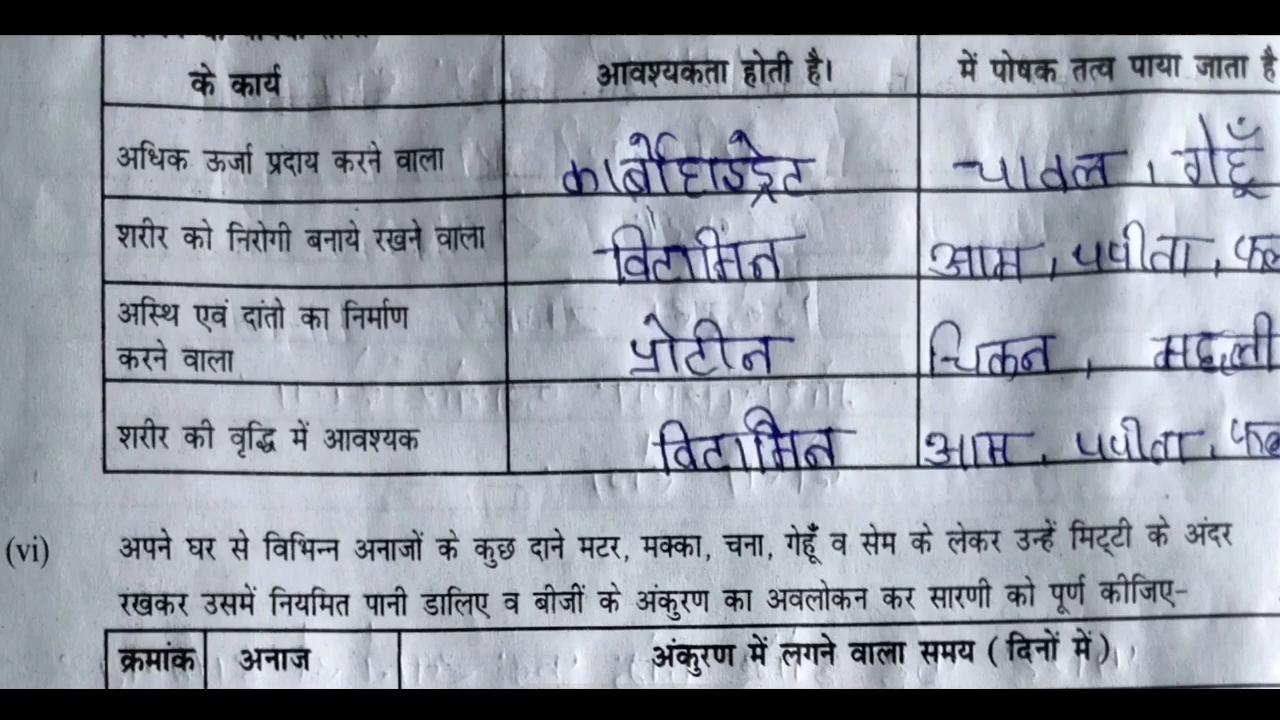 के कार्य आवश्यकता होती है। में पोषक तत्व पाया जाता है
अधिक ऊर्जा प्रदाय करने वाला कार्बोहाइड्रेट चावल, गेहूँ
शरीर को निरोगी बनाये रखने वाला विटामिन आम, पपीता, फल
अस्थि एवं दांतो का निर्माण
करने वाला प्रोटीन चिकन, मछली
शरीर की वृद्धि में आवश्यक विटामिन आम, पपीता, फल
(vi) अपने घर से विभिन्न अनाजों के कुछ दाने मटर, मक्का, चना, गेहूँ व सेम के लेकर उन्हें मिट्टी के अंदर
रखकर उसमें नियमित पानी डालिए व बीजों के अंकुरण का अवलोकन कर सारणी को पूर्ण कीजिए-
क्रमांक अनाज अंकुरण में लगने वाला समय ( दिनों में )